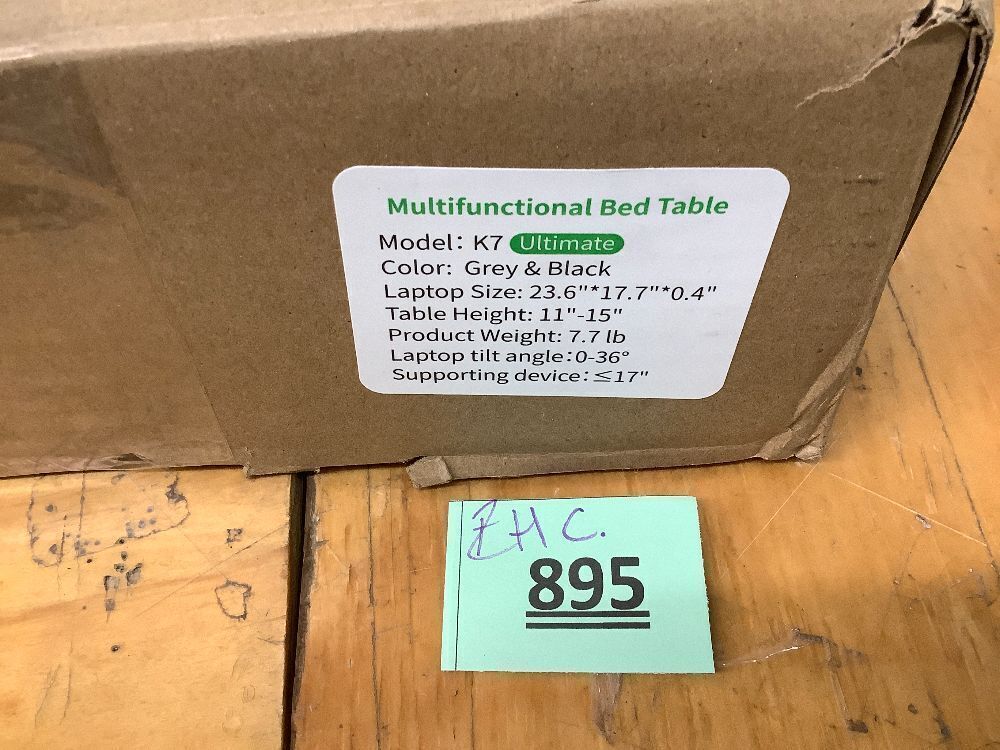 Multifunctional Bed Table
Model: K7 Ultimate
Color: Grey & Black
Laptop Size: 23.6"*17.7"*0.4"
Table Height: 11"-15"
Product Weight: 7.7 lb
Laptop tilt angle:0-36°
Supporting device:≤17"
ZHC.
895